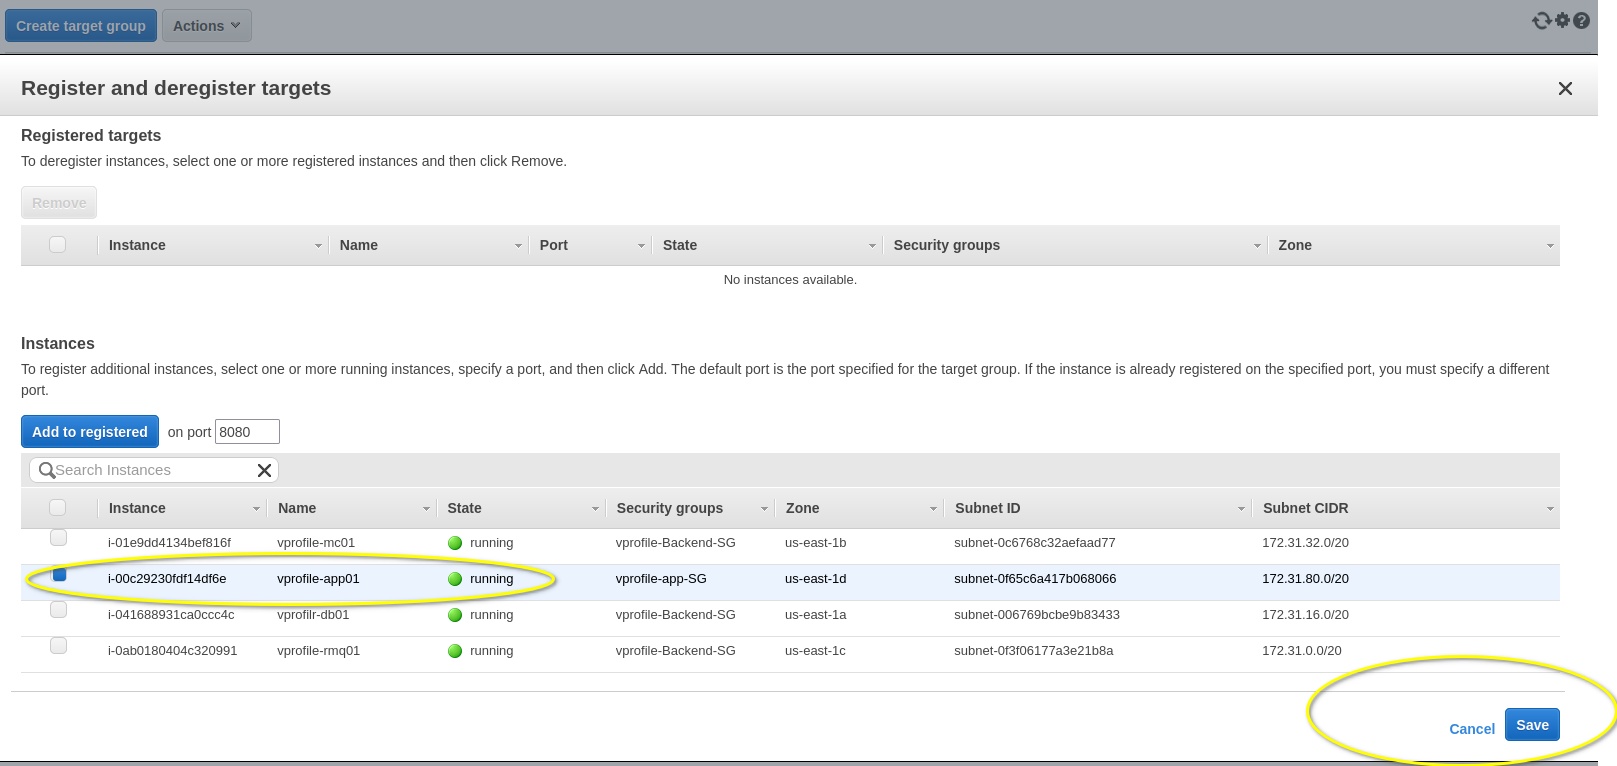 Create target group Actions
Register and deregister targets
Registered targets
To deregister instances, select one or more registered instances and then click Remove.
Remove
Instance Name Port State Security groups Zone
No instances available.
Instances
To register additional instances, select one or more running instances, specify a port, and then click Add. The default port is the port specified for the target group. If the instance is already registered on the specified port, you must specify a different
port.
Add to registered on port 8080
Search Instances
Instance Name State Security groups Zone Subnet ID Subnet CIDR
i-01e9dd4134bef816f vprofile-mc01 running vprofile-Backend-SG us-east-1b subnet-0c6768c32aefaad77 172.31.32.0/20
i-00c29230fdf14df6e vprofile-app01 running vprofile-app-SG us-east-1d subnet-0f65c6a417b068066 172.31.80.0/20
i-041688931ca0ccc4c vprofilr-db01 running vprofile-Backend-SG us-east-1a subnet-006769bcbe9b83433 172.31.16.0/20
i-0ab0180404c320991 vprofile-rmq01 running vprofile-Backend-SG us-east-1c subnet-0f3f06177a3e21b8a 172.31.0.0/20
Cancel Save